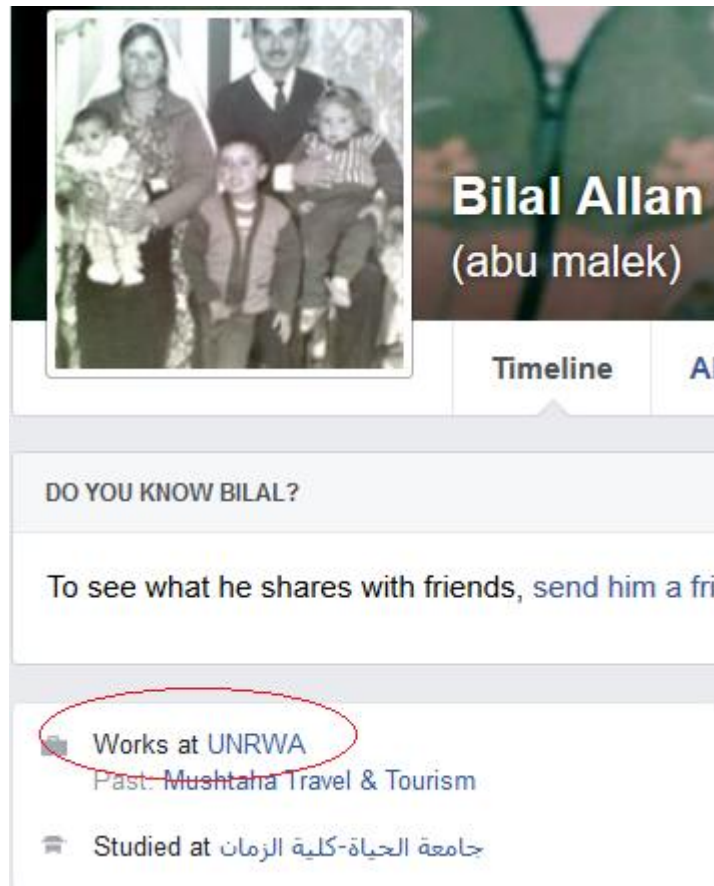 Bilal Allan
(abu malek)
Timeline
DO YOU KNOW BILAL?
To see what he shares with friends, send him a fri
Works at UNRWA
Past: Mushtaha Travel & Tourism
Studied at جامعة الحياة-كلية الزمان